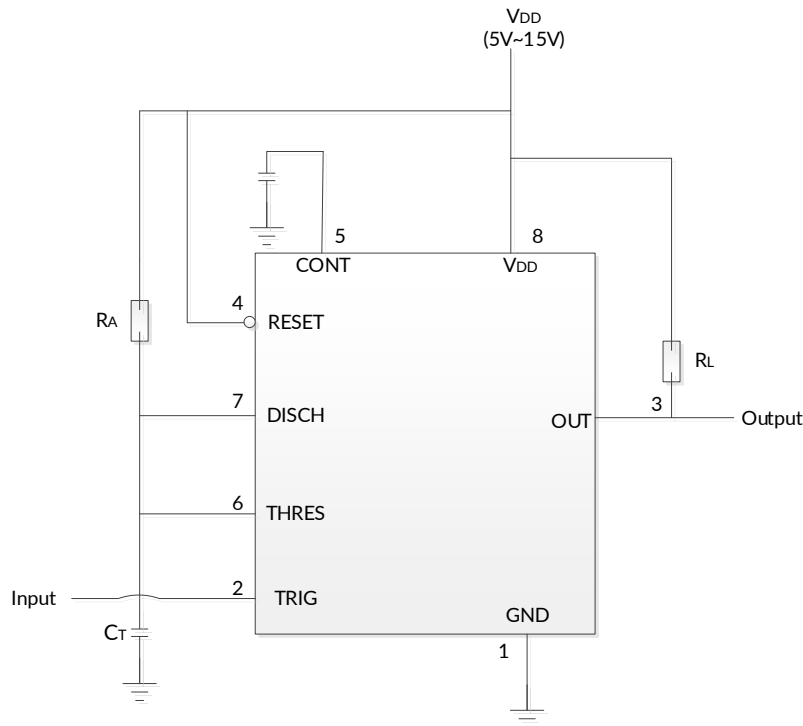 VDD
(5V~15V)
5
8
CONT
VDD
4
RESET
RA
RL
7
DISCH
3
OUT
Output
6
THRES
2
Input
TRIG
GND
CT
1